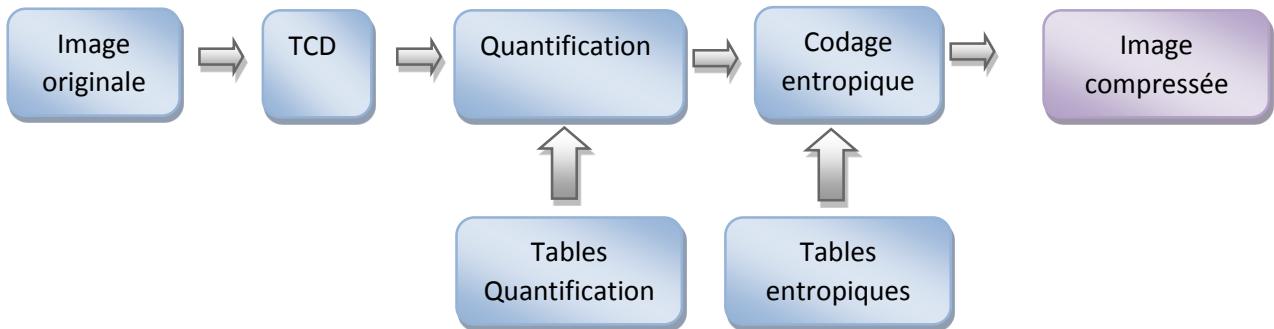 Image
originale
TCD
Quantification
Codage
entropique
Image
compressée
Tables
Quantification
Tables
entropiques